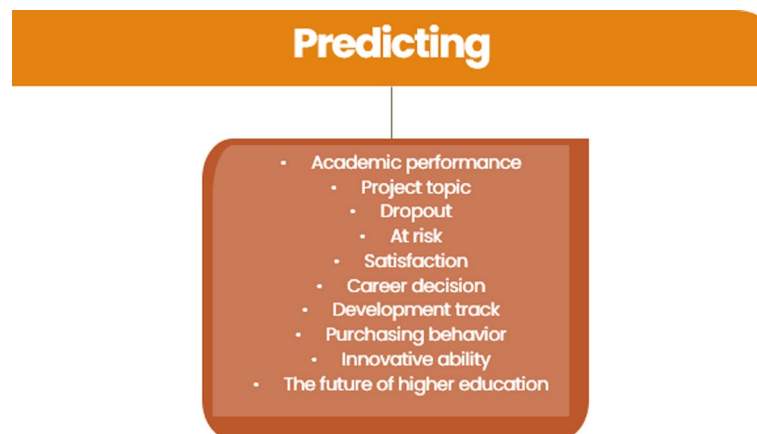 Predicting
• Academic performance
• Project topic
• Dropout
• At risk
• Satisfaction
• Career decision
• Development track
• Purchasing behavior
• Innovative ability
• The future of higher education